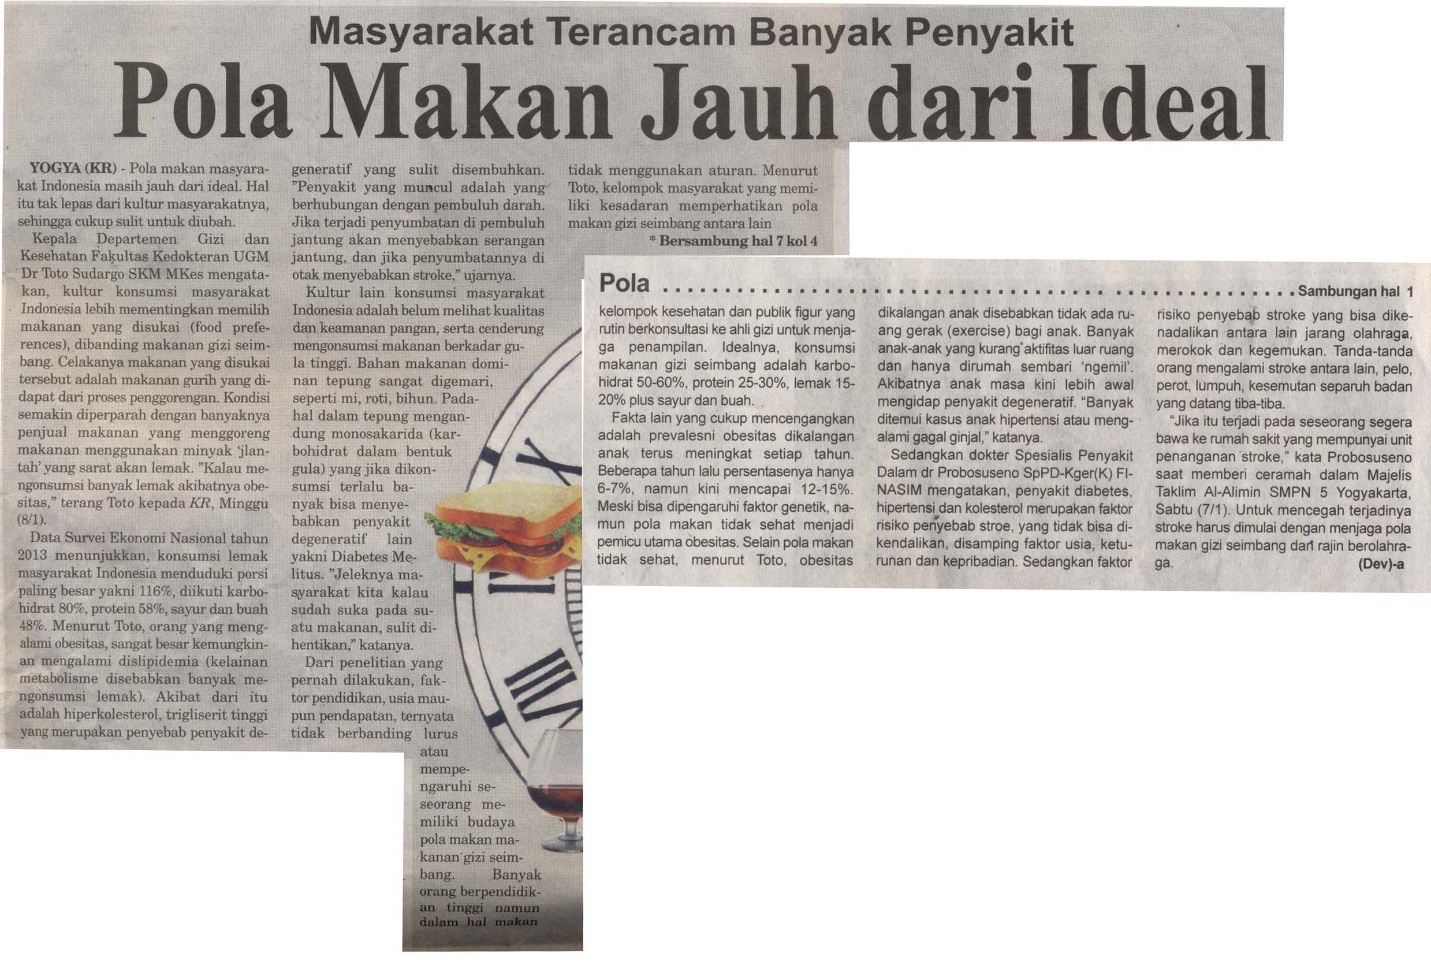 Masyarakat Terancam Banyak Penyakit
Pola Makan Jauh dari Ideal
YOGYA (KR) - Pola makan masyara-
kat Indonesia masih jauh dari ideal. Hal
itu tak lepas dari kultur masyarakatnya,
sehingga cukup sulit untuk diubah.
Kepala Departemen Gizi dan
Kesehatan Fakultas Kedokteran UGM
Dr Toto Sudargo SKM MKes mengata-
kan, kultur konsumsi masyarakat
Indonesia lebih mementingkan memilih
makanan yang disukai (food prefe-
rences), dibanding makanan gizi seim-
bang. Celakanya makanan yang disukai
tersebut adalah makanan gurih yang di-
dapat dari proses penggorengan. Kondisi
semakin diperparah dengan banyaknya
penjual makanan yang menggoreng
makanan menggunakan minyak 'jlan-
tah' yang sarat akan lemak. "Kalau me-
ngonsumsi banyak lemak akibatnya obe-
sitas," terang Toto kepada KR, Minggu
(8/1).
Data Survei Ekonomi Nasional tahun
2013 menunjukkan, konsumsi lemak
masyarakat Indonesia menduduki porsi
paling besar yakni 116%, diikuti karbo-
hidrat 80%, protein 58%, sayur dan buah
48%. Menurut Toto, orang yang meng-
alami obesitas, sangat besar kemungkin-
an mengalami dislipidemia (kelainan
metabolisme disebabkan banyak me-
ngonsumsi lemak). Akibat dari itu
adalah hiperkolesterol, trigliserit tinggi
yang merupakan penyebab penyakit de-
generatif yang sulit disembuhkan.
"Penyakit yang muncul adalah yang
berhubungan dengan pembuluh darah.
Jika terjadi penyumbatan di pembuluh
jantung akan menyebabkan serangan
jantung, dan jika penyumbatannya di
otak menyebabkan stroke," ujarnya.
Kultur lain konsumsi masyarakat
Indonesia adalah belum melihat kualitas
dan keamanan pangan, serta cenderung
mengonsumsi makanan berkadar gu-
la tinggi. Bahan makanan domi-
nan tepung sangat digemari,
seperti mi, roti, bihun. Pada-
hal dalam tepung mengan-
dung monosakarida (kar-
bohidrat dalam bentuk
gula) yang jika dikon-
sumsi terlalu ba-
nyak bisa menye-
babkan penyakit
degeneratif lain
yakni Diabetes Me-
litus. "Jeleknya ma-
syarakat kita kalau
sudah suka pada su-
atu makanan, sulit di-
hentikan," katanya.
Dari penelitian yang
pernah dilakukan, fak-
tor pendidikan, usia mau-
pun pendapatan, ternyata
tidak berbanding lurus
atau
mempe-
ngaruhi se-
seorang me-
miliki budaya
pola makan ma-
kanan gizi seim-
bang. Banyak
orang berpendidik-
an tinggi namun
dalam hal makan
tidak menggunakan aturan. Menurut
Toto, kelompok masyarakat yang memi-
liki kesadaran memperhatikan pola
makan gizi seimbang antara lain
* Bersambung hal 7 kol 4
Pola ........................................ Sambungan hal 1
kelompok kesehatan dan publik figur yang
rutin berkonsultasi ke ahli gizi untuk menja-
ga penampilan. Idealnya, konsumsi
makanan gizi seimbang adalah karbo-
hidrat 50-60%, protein 25-30%, lemak 15-
20% plus sayur dan buah.
Fakta lain yang cukup mencengangkan
adalah prevalesni obesitas dikalangan
anak terus meningkat setiap tahun.
Beberapa tahun lalu persentasenya hanya
6-7%, namun kini mencapai 12-15%.
Meski bisa dipengaruhi faktor genetik, na-
mun pola makan tidak sehat menjadi
pemicu utama obesitas. Selain pola makan
tidak sehat, menurut Toto, obesitas
dikalangan anak disebabkan tidak ada ru-
ang gerak (exercise) bagi anak. Banyak
anak-anak yang kurang aktifitas luar ruang
dan hanya dirumah sembari 'ngemil'.
Akibatnya anak masa kini lebih awal
mengidap penyakit degeneratif. "Banyak
ditemui kasus anak hipertensi atau meng-
alami gagal ginjal," katanya.
Sedangkan dokter Spesialis Penyakit
Dalam dr Probosuseno SpPD-Kger(K) FI-
NASIM mengatakan, penyakit diabetes,
hipertensi dan kolesterol merupakan faktor
risiko penyebab stroe, yang tidak bisa di-
kendalikan, disamping faktor usia, ketu-
runan dan kepribadian. Sedangkan faktor
risiko penyebab stroke yang bisa dike-
nadalikan antara lain jarang olahraga,
merokok dan kegemukan. Tanda-tanda
orang mengalami stroke antara lain, pelo,
perot, lumpuh, kesemutan separuh badan
yang datang tiba-tiba.
"Jika itu terjadi pada seseorang segera
bawa ke rumah sakit yang mempunyai unit
penanganan stroke," kata Probosuseno
saat memberi ceramah dalam Majelis
Taklim Al-Alimin SMPN 5 Yogyakarta,
Sabtu (7/1). Untuk mencegah terjadinya
stroke harus dimulai dengan menjaga pola
makan gizi seimbang dan rajin berolahra-
ga. (Dev)-a